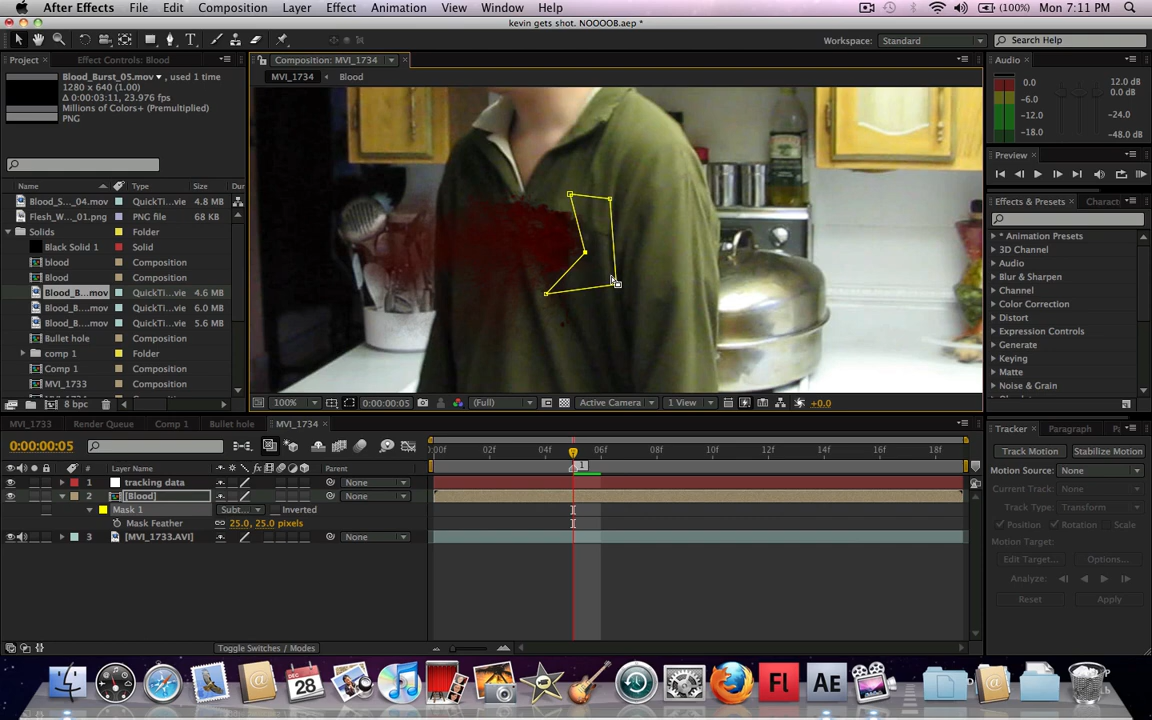 After Effects File Edit Composition Layer Effect Animation View Window Help (100%) Mon 7:11 PM
kevin gets shot. NOOOOB.aep *
Workspace: Standard Search Help
Project Effect Controls: Blood
Composition: MVI_1734
Audio
MVI_1734 Blood
Blood_Burst_05.mov , used 1 time
1280 x 640 (1.00)
Δ 0:00:03:11, 23.976 fps
Millions of Colors+ (Premultiplied)
PNG
0.0 12.0 dB
-6.0 0.0 dB
-12.0 -24.0
-18.0 -48.0 dB
Preview
Name Type Size Dur
Effects & Presets Charact
Blood_S..._04.mov QuickTi...vie 4.8 MB
Flesh_W..._01.png PNG file 68 KB
Solids Folder
Black Solid 1 Solid
blood Composition
Blood Composition
Blood_B....mov QuickTi...vie 4.6 MB
Blood_B....mov QuickTi...vie 6.0 MB
Blood_B....mov QuickTi...vie 5.6 MB
Bullet hole Composition
comp 1 Folder
Comp 1 Composition
MVI_1733 Composition
* Animation Presets
3D Channel
Audio
Blur & Sharpen
Channel
Color Correction
Distort
Expression Controls
Generate
Keying
Matte
Noise & Grain
8 bpc
100% 0:00:00:05 (Full) Active Camera 1 View +0.0
MVI_1733 Render Queue Comp 1 Bullet hole MVI_1734
0:00:00:05
:00f 02f 04f 06f 08f 10f 12f 14f 16f 18f
1
# Layer Name Parent
1 tracking data None
2 [Blood] None
Mask 1 Subt... Inverted
Mask Feather 25.0, 25.0 pixels
3 [MVI_1733.AVI] None
Toggle Switches / Modes
Tracker Paragraph
Track Motion Stabilize Motion
Motion Source: None
Current Track: None
Track Type: Transform
Position Rotation Scale
Motion Target:
Edit Target... Options...
Analyze:
Reset Apply
DEC
28
Fl
Ae